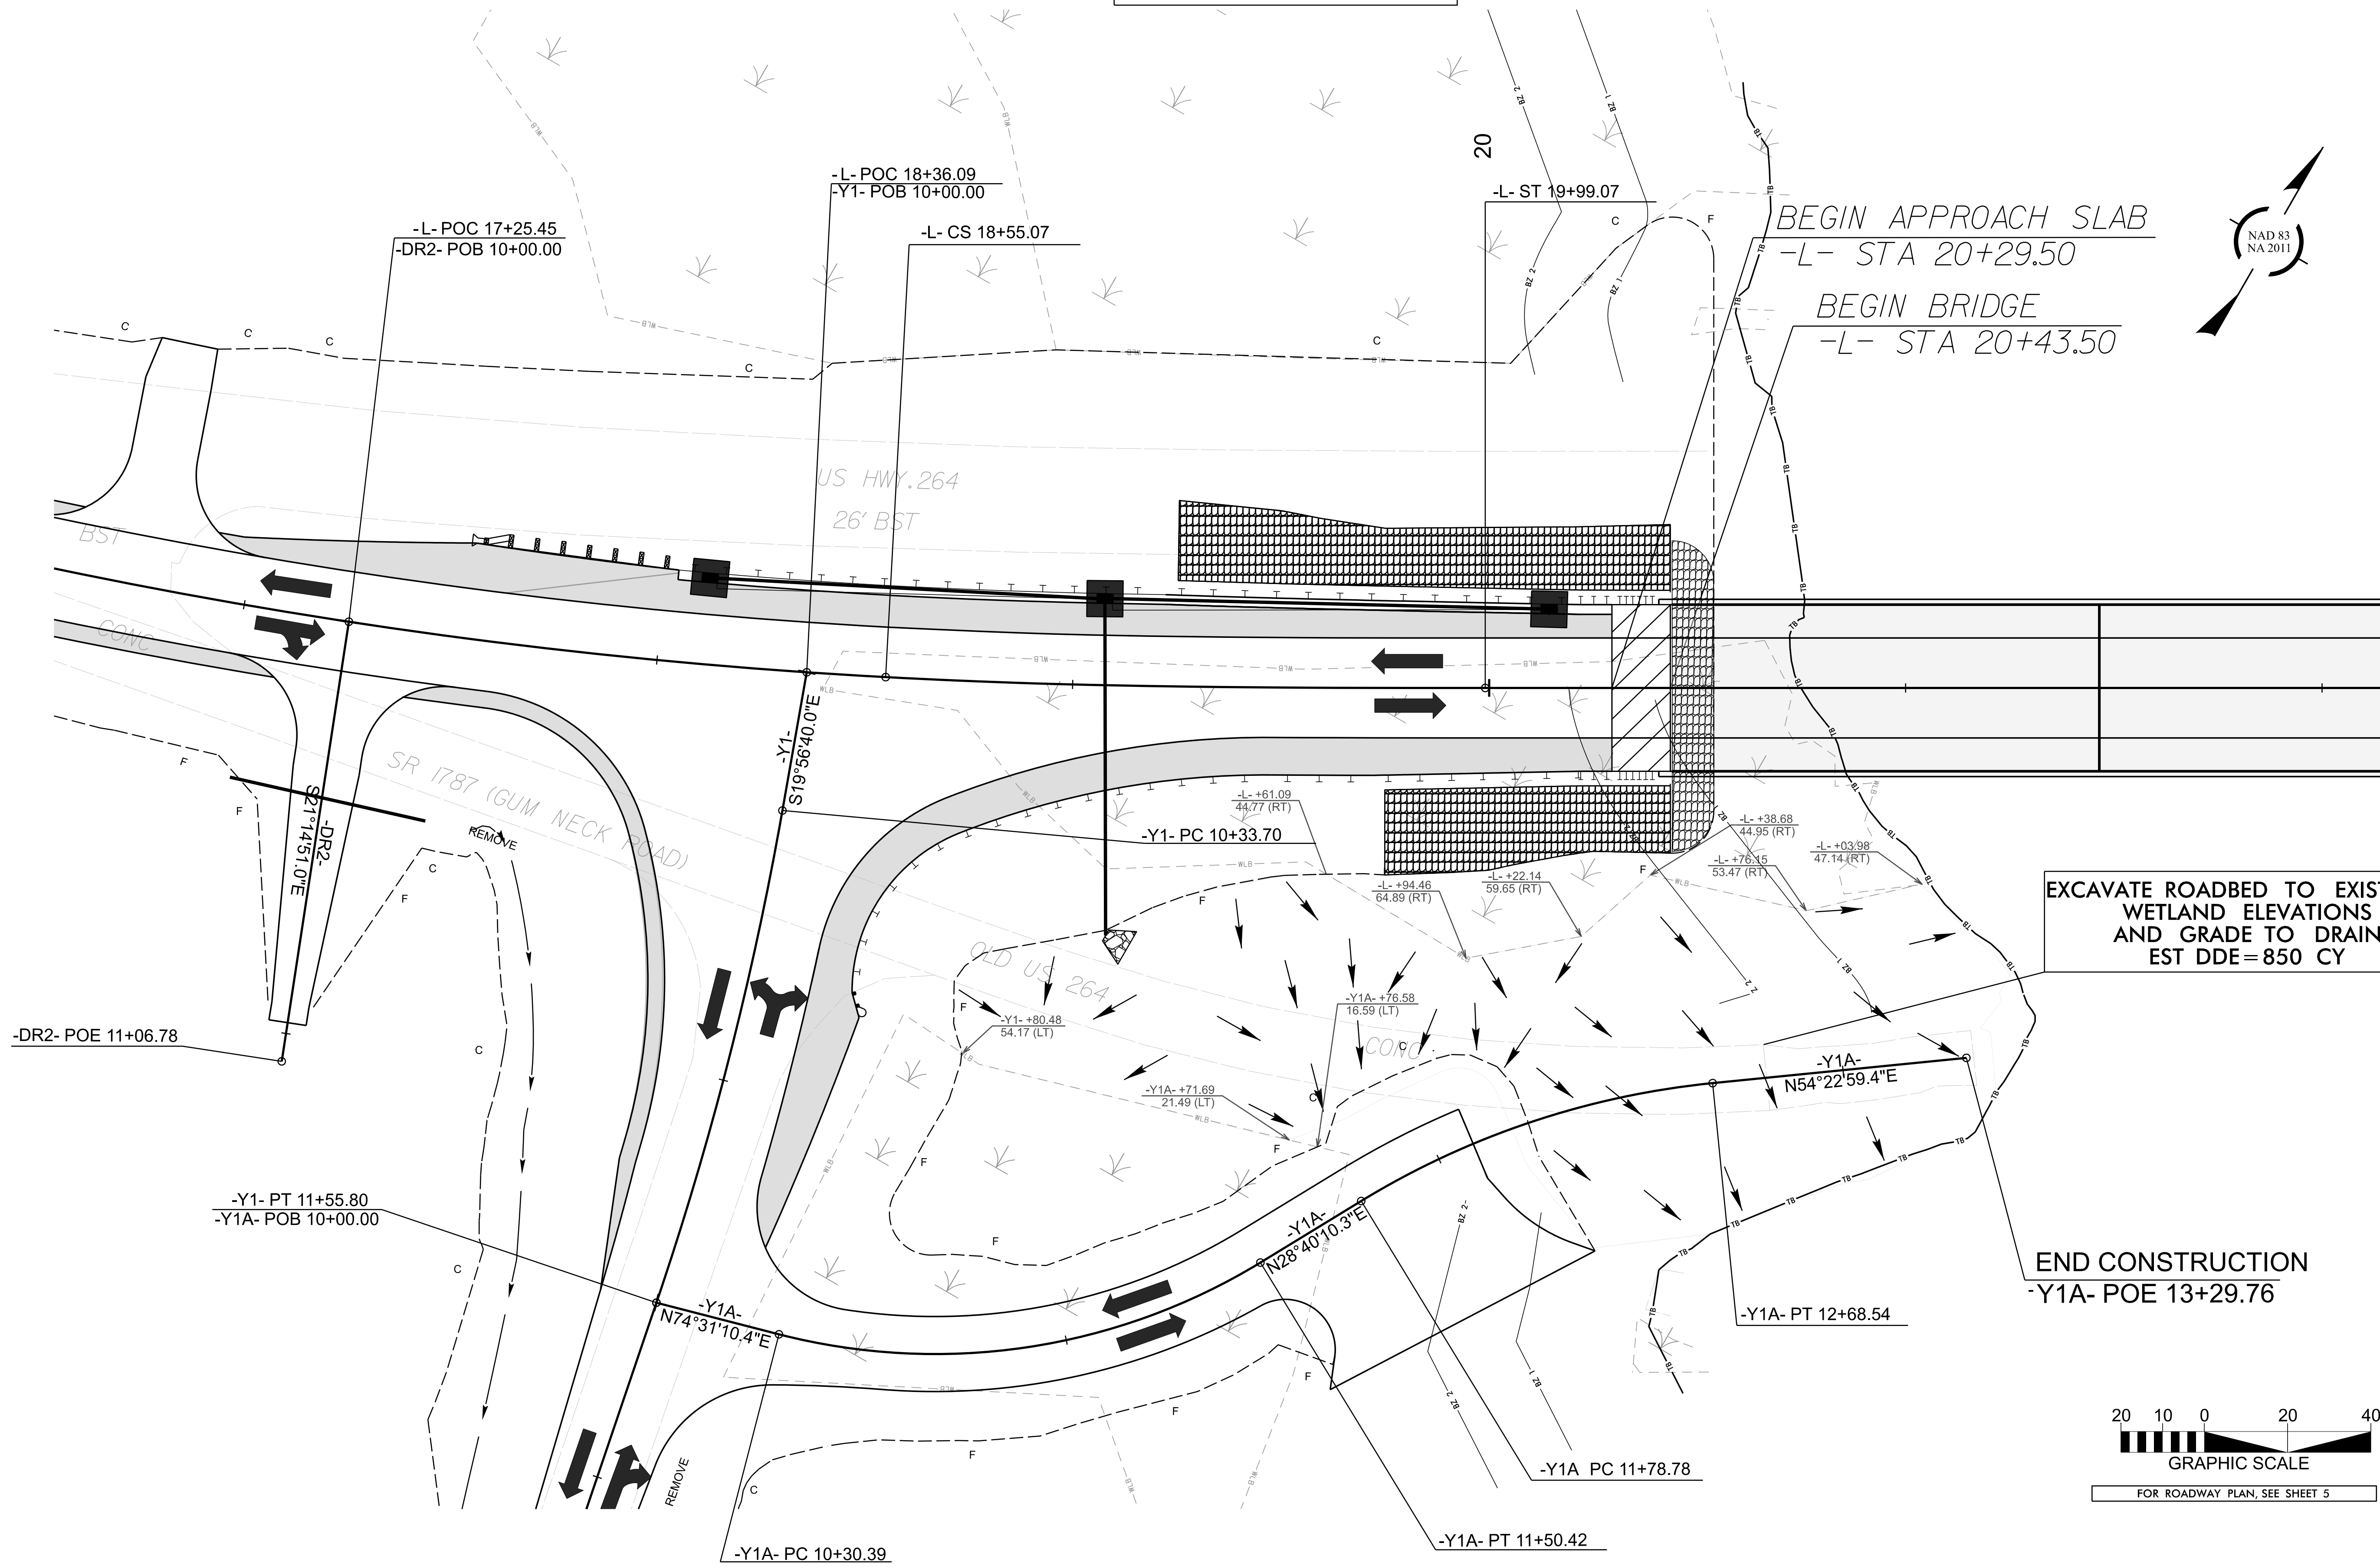 20
-L- POC 18+36.09
-Y1- POB 10+00.00
-L- ST 19+99.07
-L- POC 17+25.45
-DR2- POB 10+00.00
-L- CS 18+55.07
BEGIN APPROACH SLAB
-L- STA 20+29.50
NAD 83
NA 2011
BEGIN BRIDGE
-L- STA 20+43.50
US HWY.264
26' BST
BST
CONC
SR 1787 (GUM NECK ROAD)
-Y1-
S19°56'40.0"E
-DR2-
S21°14'51.0"E
REMOVE
-Y1- PC 10+33.70
-L- +61.09
44.77 (RT)
-L- +38.68
44.95 (RT)
-L- +03.98
47.14 (RT)
-L- +76.15
53.47 (RT)
-L- +22.14
59.65 (RT)
-L- +94.46
64.89 (RT)
EXCAVATE ROADBED TO EXIST
WETLAND ELEVATIONS
AND GRADE TO DRAIN
EST DDE=850 CY
OLD US 264
CONC
-Y1A- +76.58
16.59 (LT)
-Y1- +80.48
54.17 (LT)
-Y1A- +71.69
21.49 (LT)
-DR2- POE 11+06.78
-Y1A-
N54°22'59.4"E
-Y1- PT 11+55.80
-Y1A- POB 10+00.00
-Y1A-
N28°40'10.3"E
-Y1A-
N74°31'10.4"E
END CONSTRUCTION
-Y1A- POE 13+29.76
-Y1A- PT 12+68.54
REMOVE
-Y1A PC 11+78.78
-Y1A- PT 11+50.42
-Y1A- PC 10+30.39
20 10 0 20 40
GRAPHIC SCALE
FOR ROADWAY PLAN, SEE SHEET 5
C
F
WLB
TB
BZ 1
BZ 2